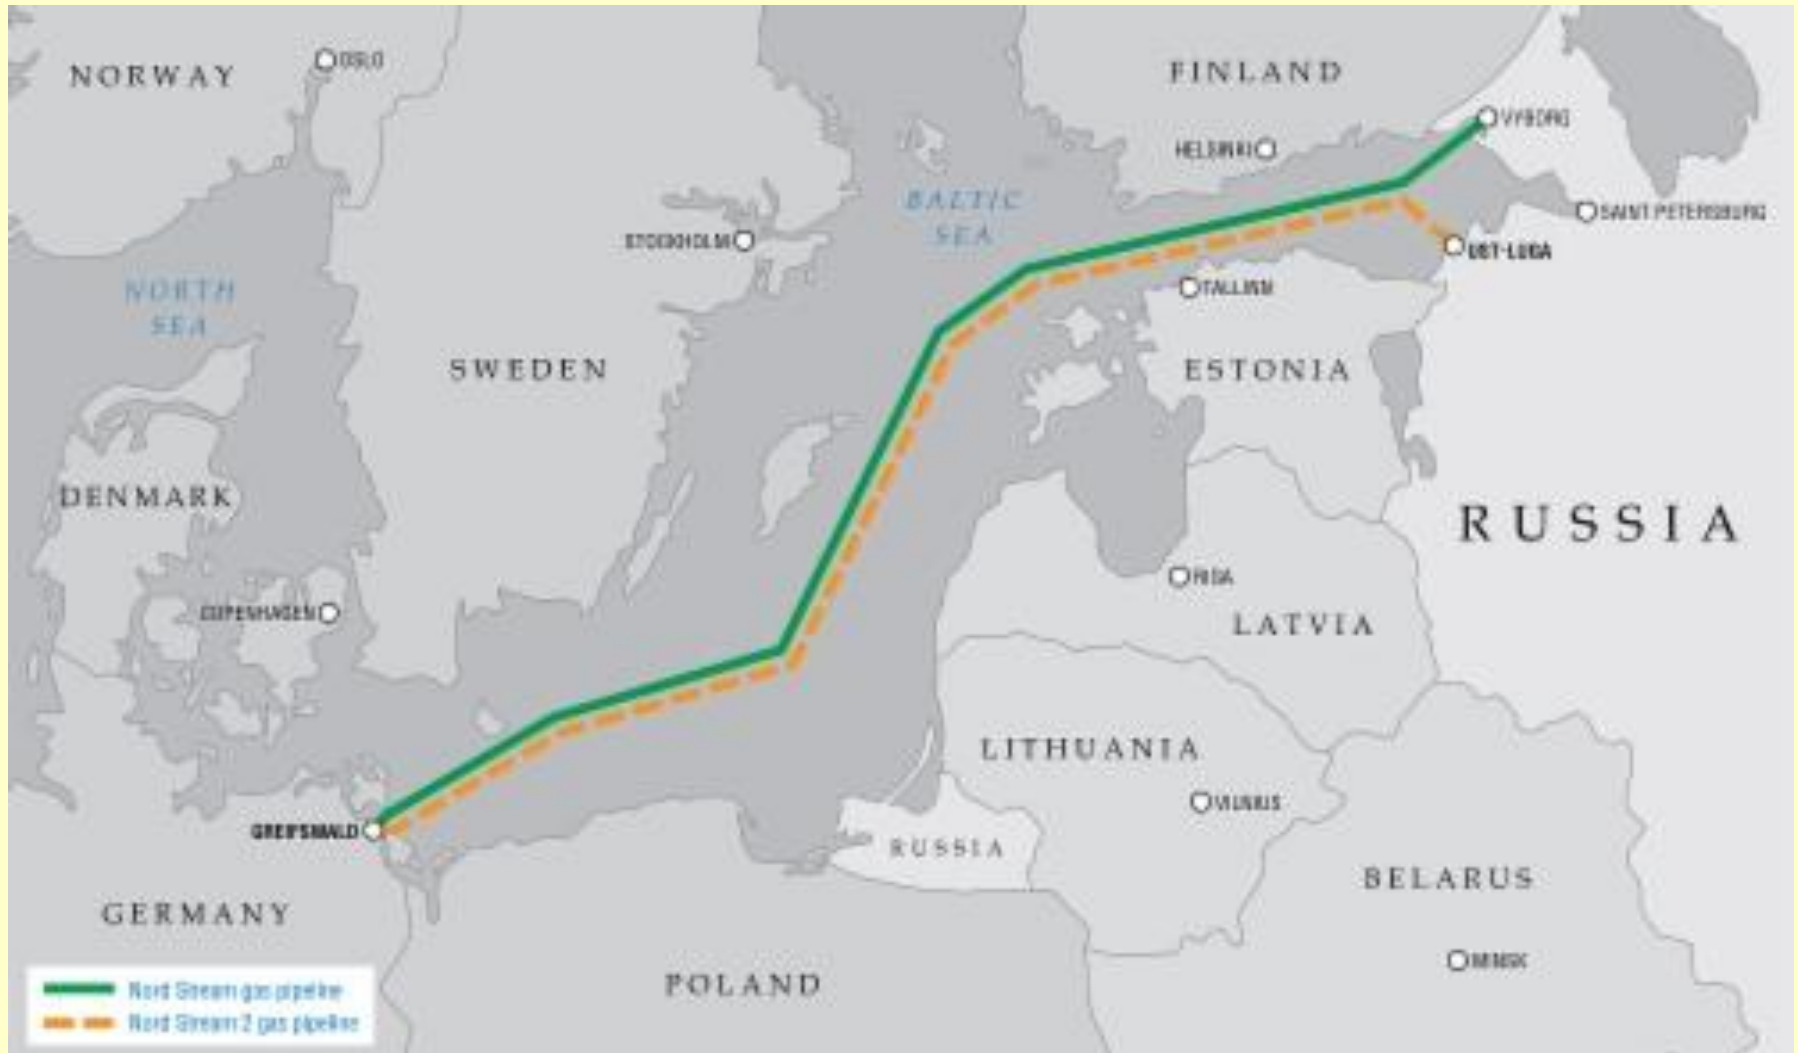 NORWAY
OSLO
FINLAND
VYBORG
HELSINKI
BALTIC
SEA
SAINT PETERSBURG
STOCKHOLM
UST-LUGA
NORTH
SEA
TALLINN
SWEDEN
ESTONIA
DENMARK
RUSSIA
RIGA
COPENHAGEN
LATVIA
LITHUANIA
VILNIUS
GREIFSWALD
RUSSIA
BELARUS
GERMANY
MINSK
POLAND
Nord Stream gas pipeline
Nord Stream 2 gas pipeline